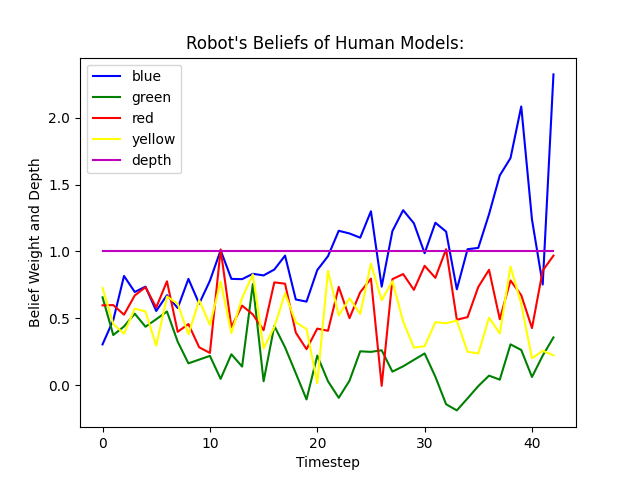 Robot's Beliefs of Human Models:
blue
green
red
yellow
depth
Belief Weight and Depth
2.0
1.5
1.0
0.5
0.0
0 10 20 30 40
Timestep